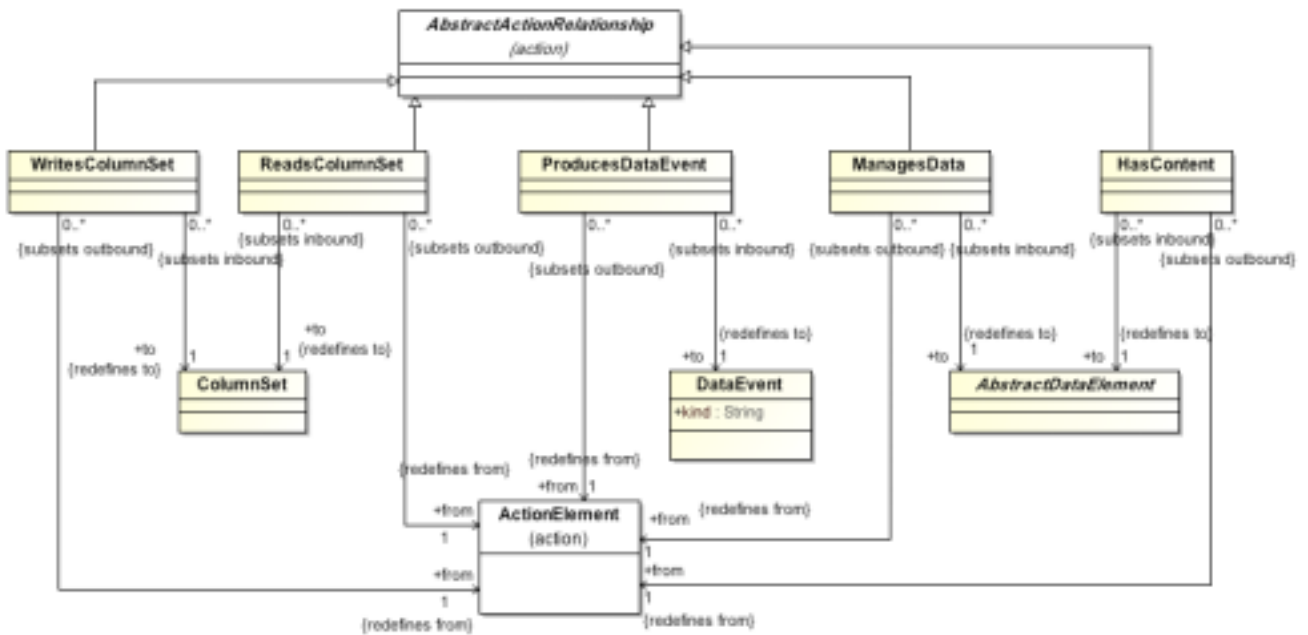 AbstractActionRelationship
(action)
WritesColumnSet
ReadsColumnSet
ProducesDataEvent
ManagesData
HasContent
0..*
0..*
0..*
0..*
0..*
0..*
0..*
0..*
0..*
0..*
{subsets outbound}
{subsets inbound}
{subsets inbound}
{subsets outbound}
{subsets outbound}
{subsets inbound}
{subsets outbound}
{subsets inbound}
{subsets inbound}
{subsets outbound}
+to
1
{redefines to}
+to
1
{redefines to}
{redefines to}
+to
1
{redefines to}
+to
1
{redefines to}
+to
1
ColumnSet
DataEvent
+kind : String
AbstractDataElement
{redefines from}
{redefines from}
+from
1
ActionElement
(action)
+from
1
+from
{redefines from}
1
+from
1
{redefines from}
+from
1
{redefines from}